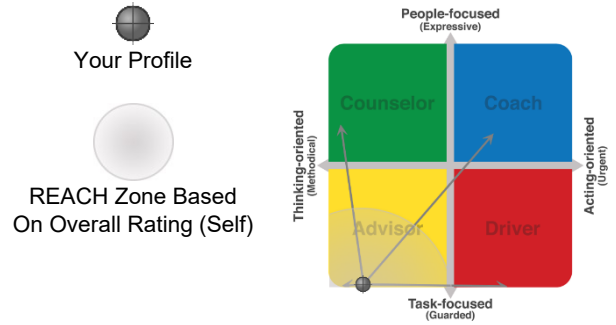 Your Profile
REACH Zone Based
On Overall Rating (Self)
People-focused
(Expressive)
Counselor
Coach
Thinking-oriented
(Methodical)
Acting-oriented
(Urgent)
Advisor
Driver
Task-focused
(Guarded)